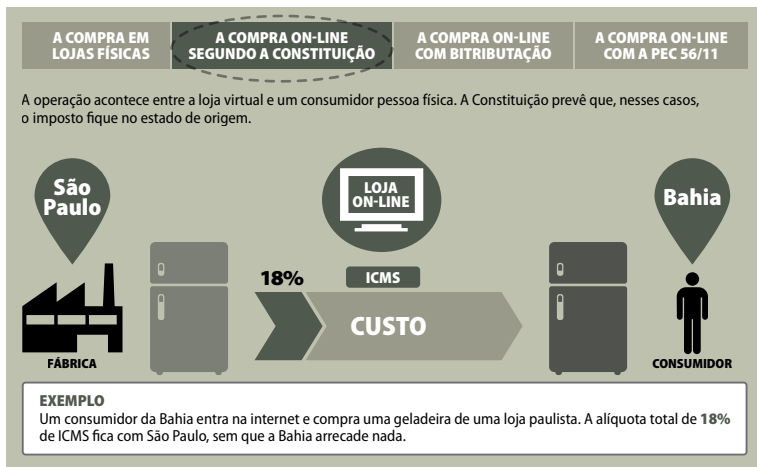 A COMPRA EM
LOJAS FÍSICAS
A COMPRA ON-LINE
SEGUNDO A CONSTITUIÇÃO
A COMPRA ON-LINE
COM BITRIBUTAÇÃO
A COMPRA ON-LINE
COM A PEC 56/11
A operação acontece entre a loja virtual e um consumidor pessoa física. A Constituição prevê que, nesses casos,
o imposto fique no estado de origem.
São
Paulo
LOJA
ON-LINE
Bahia
18%
ICMS
CUSTO
FÁBRICA
CONSUMIDOR
EXEMPLO
Um consumidor da Bahia entra na internet e compra uma geladeira de uma loja paulista. A alíquota total de 18%
de ICMS fica com São Paulo, sem que a Bahia arrecade nada.